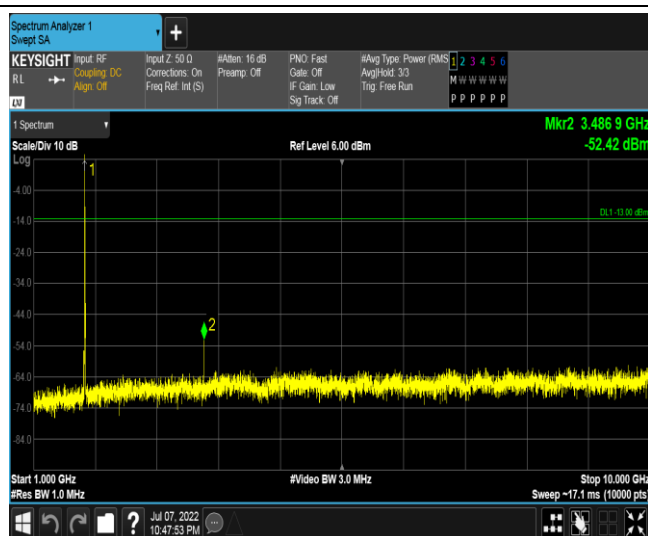 Spectrum Analyzer 1
Swept SA
+
KEYSIGHT Input: RF Input Z: 50 Ω #Atten: 16 dB PNO: Fast #Avg Type: Power (RMS 1 2 3 4 5 6
RL Coupling: DC Corrections: On Preamp: Off Gate: Off Avg|Hold: 3/3 M W W W W W
Align: Off Freq Ref: Int (S) IF Gain: Low Trig: Free Run
LXI Sig Track: Off P P P P P P
1 Spectrum Mkr2 3.486 9 GHz
Scale/Div 10 dB Ref Level 6.00 dBm -52.42 dBm
Log
1
-4.00
DL1 -13.00 dBm
-14.0
-24.0
-34.0
-44.0
2
-54.0
-64.0
-74.0
-84.0
Start 1.000 GHz #Video BW 3.0 MHz Stop 10.000 GHz
#Res BW 1.0 MHz Sweep ~17.1 ms (10000 pts)
? Jul 07, 2022
10:47:53 PM